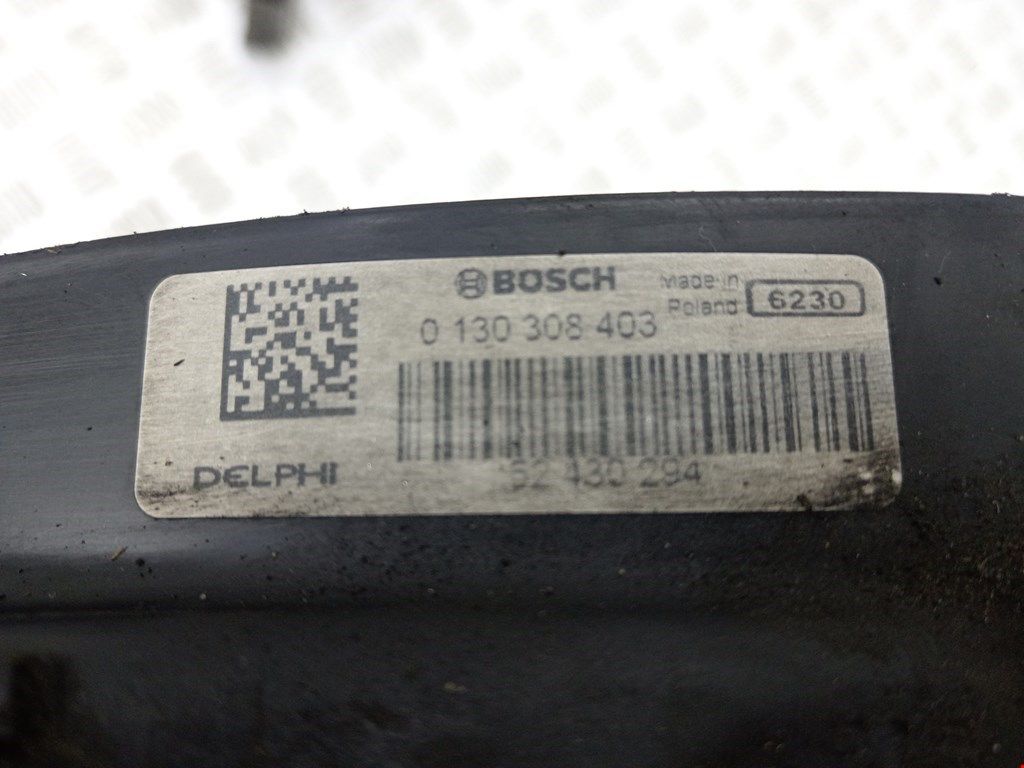 BOSCH
Made in
Poland
6230
0 130 308 403
52 430 294
DELPHI